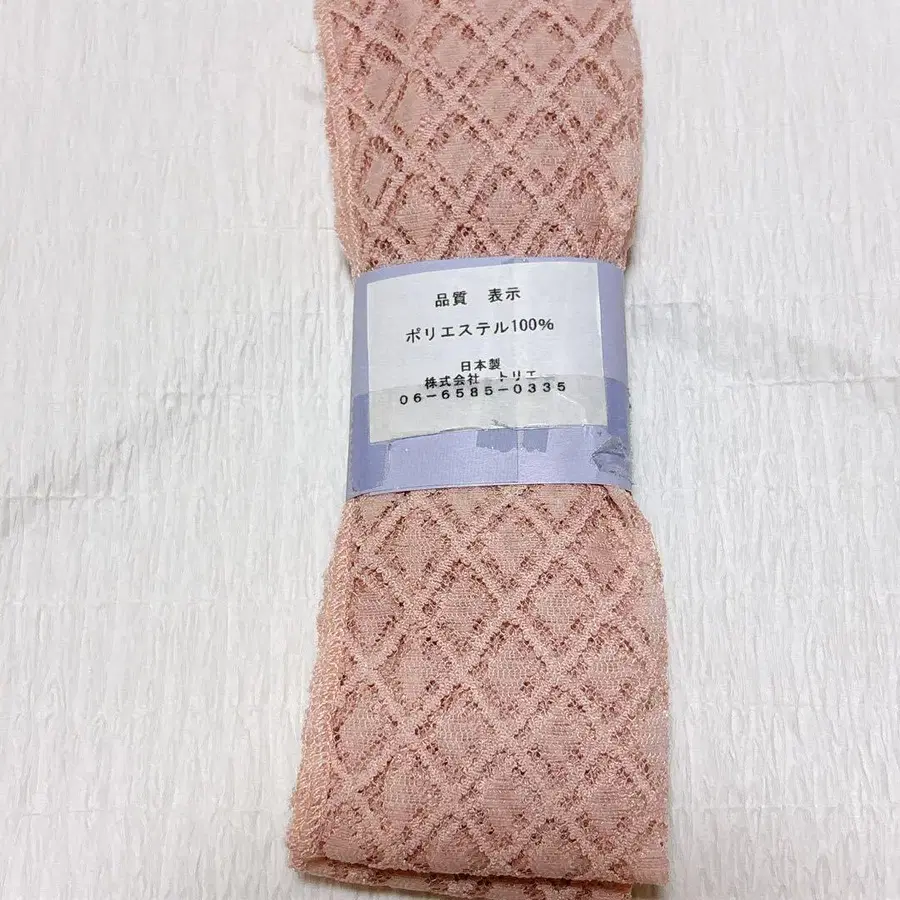 品質　表示
ポリエステル100%
日本製
株式会社　トリエ
０６－６５８５－０３３５